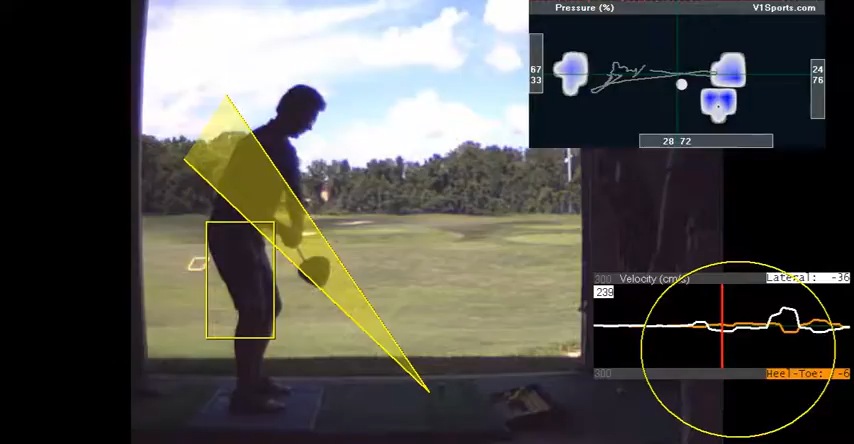 Pressure (%) V1Sports.com
67
33
24
76
28 72
300 Velocity (cm/s) Lateral: -36
239
300 Heel-Toe: -6